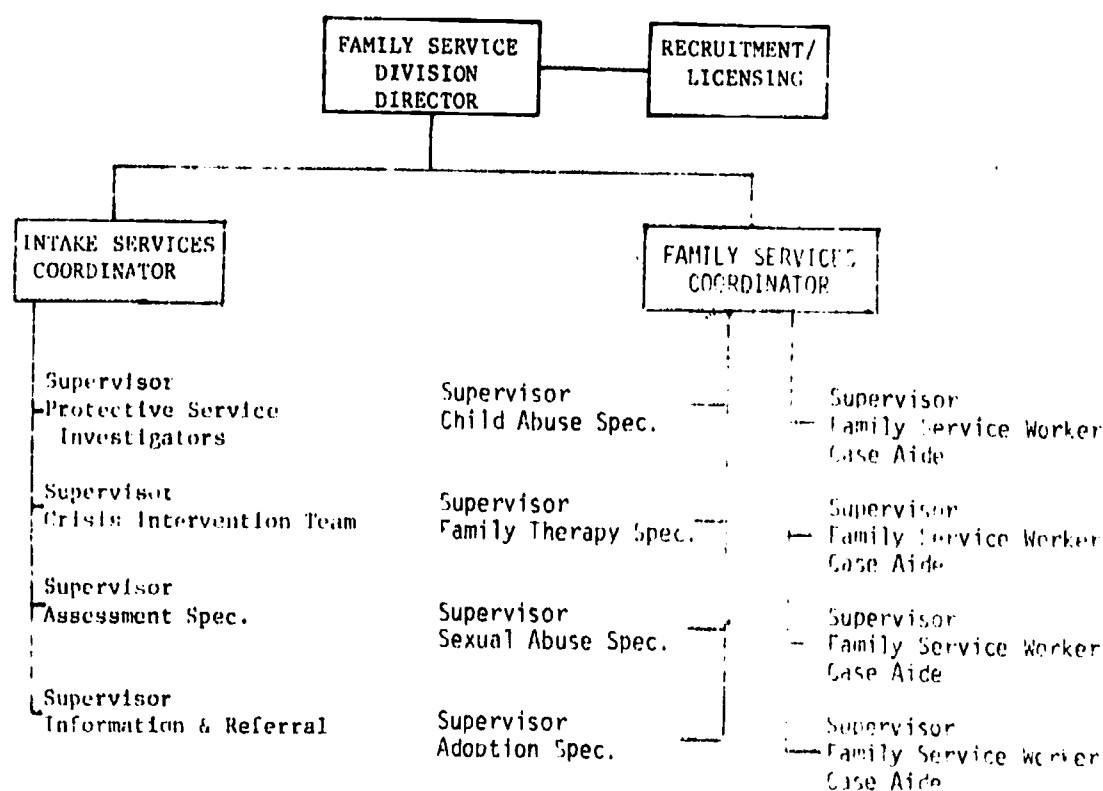 FAMILY SERVICE
DIVISION
DIRECTOR
RECRUITMENT/
LICENSING
INTAKE SERVICES
COORDINATOR
FAMILY SERVICES
COORDINATOR
Supervisor
Protective Service
Investigators
Supervisor
Crisis Intervention Team
Supervisor
Assessment Spec.
Supervisor
Information & Referral
Supervisor
Child Abuse Spec.
Supervisor
Family Therapy Spec.
Supervisor
Sexual Abuse Spec.
Supervisor
Adoption Spec.
Supervisor
Family Service Worker
Case Aide
Supervisor
Family Service Worker
Case Aide
Supervisor
Family Service Worker
Case Aide
Supervisor
Family Service Worker
Case Aide